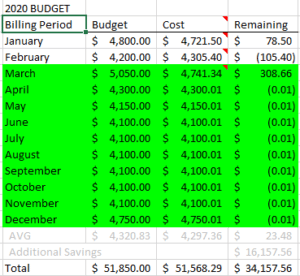 2020 BUDGET
Billing Period Budget Cost Remaining
January $ 4,800.00 $ 4,721.50 $ 78.50
February $ 4,200.00 $ 4,305.40 $ (105.40)
March $ 5,050.00 $ 4,741.34 $ 308.66
April $ 4,300.00 $ 4,300.01 $ (0.01)
May $ 4,150.00 $ 4,150.01 $ (0.01)
June $ 4,100.00 $ 4,100.01 $ (0.01)
July $ 4,100.00 $ 4,100.01 $ (0.01)
August $ 4,100.00 $ 4,100.01 $ (0.01)
September $ 4,100.00 $ 4,100.01 $ (0.01)
October $ 4,100.00 $ 4,100.01 $ (0.01)
November $ 4,100.00 $ 4,100.01 $ (0.01)
December $ 4,750.00 $ 4,750.01 $ (0.01)
AVG $ 4,320.83 $ 4,297.36 $ 23.48
Additional Savings $ 16,157.56
Total $ 51,850.00 $ 51,568.29 $ 34,157.56